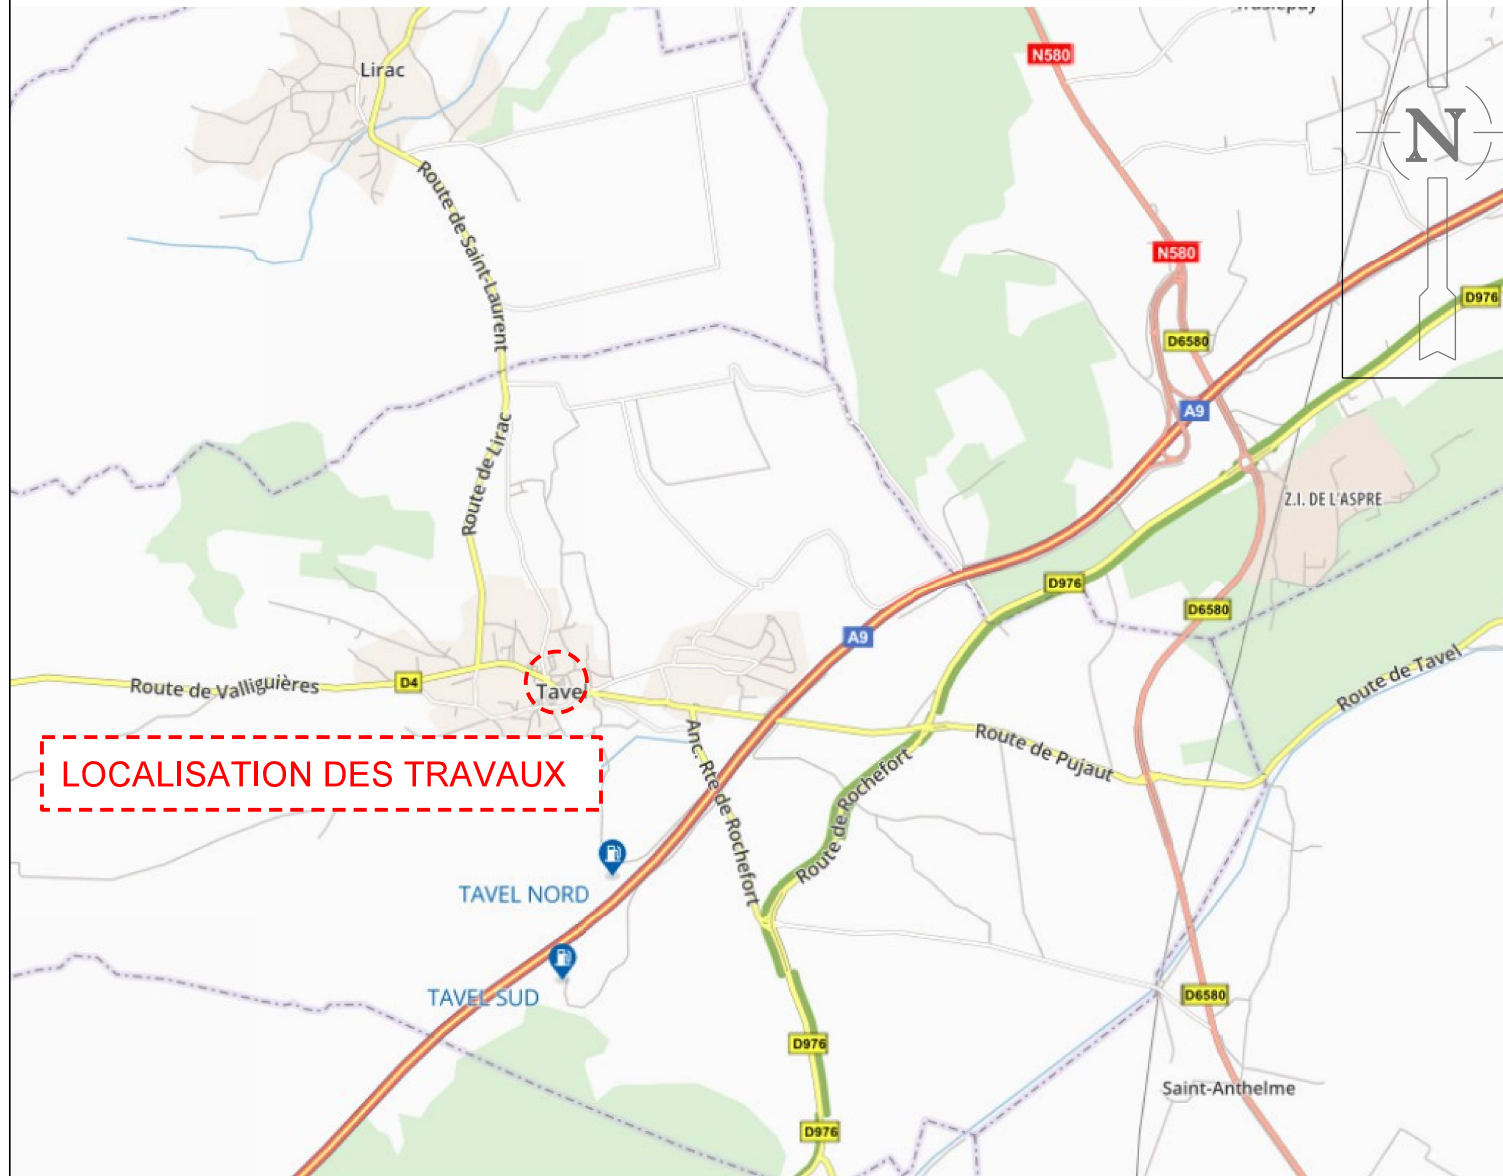 Lirac
N580
N
Route de Saint-Laurent
N580
D976
D6580
A9
Route de Lirac
Z.I. DE L'ASPRE
D976
D6580
A9
Route de Valliguières
D4
Tavel
Route de Tavel
Anc. Rte de Rochefort
Route de Pujaut
LOCALISATION DES TRAVAUX
Route de Rochefort
TAVEL NORD
TAVEL SUD
D6580
D976
Saint-Anthelme
D976